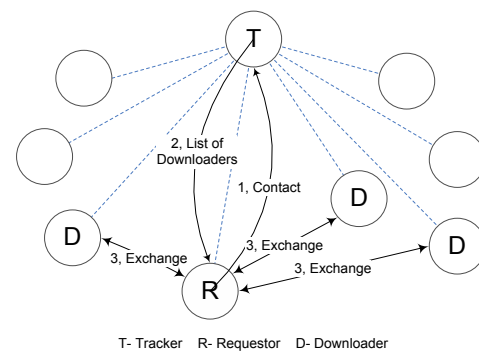 T
2, List of
Downloaders
1, Contact
D
D
3, Exchange
3, Exchange
D
3, Exchange
R
T- Tracker R- Requestor D- Downloader